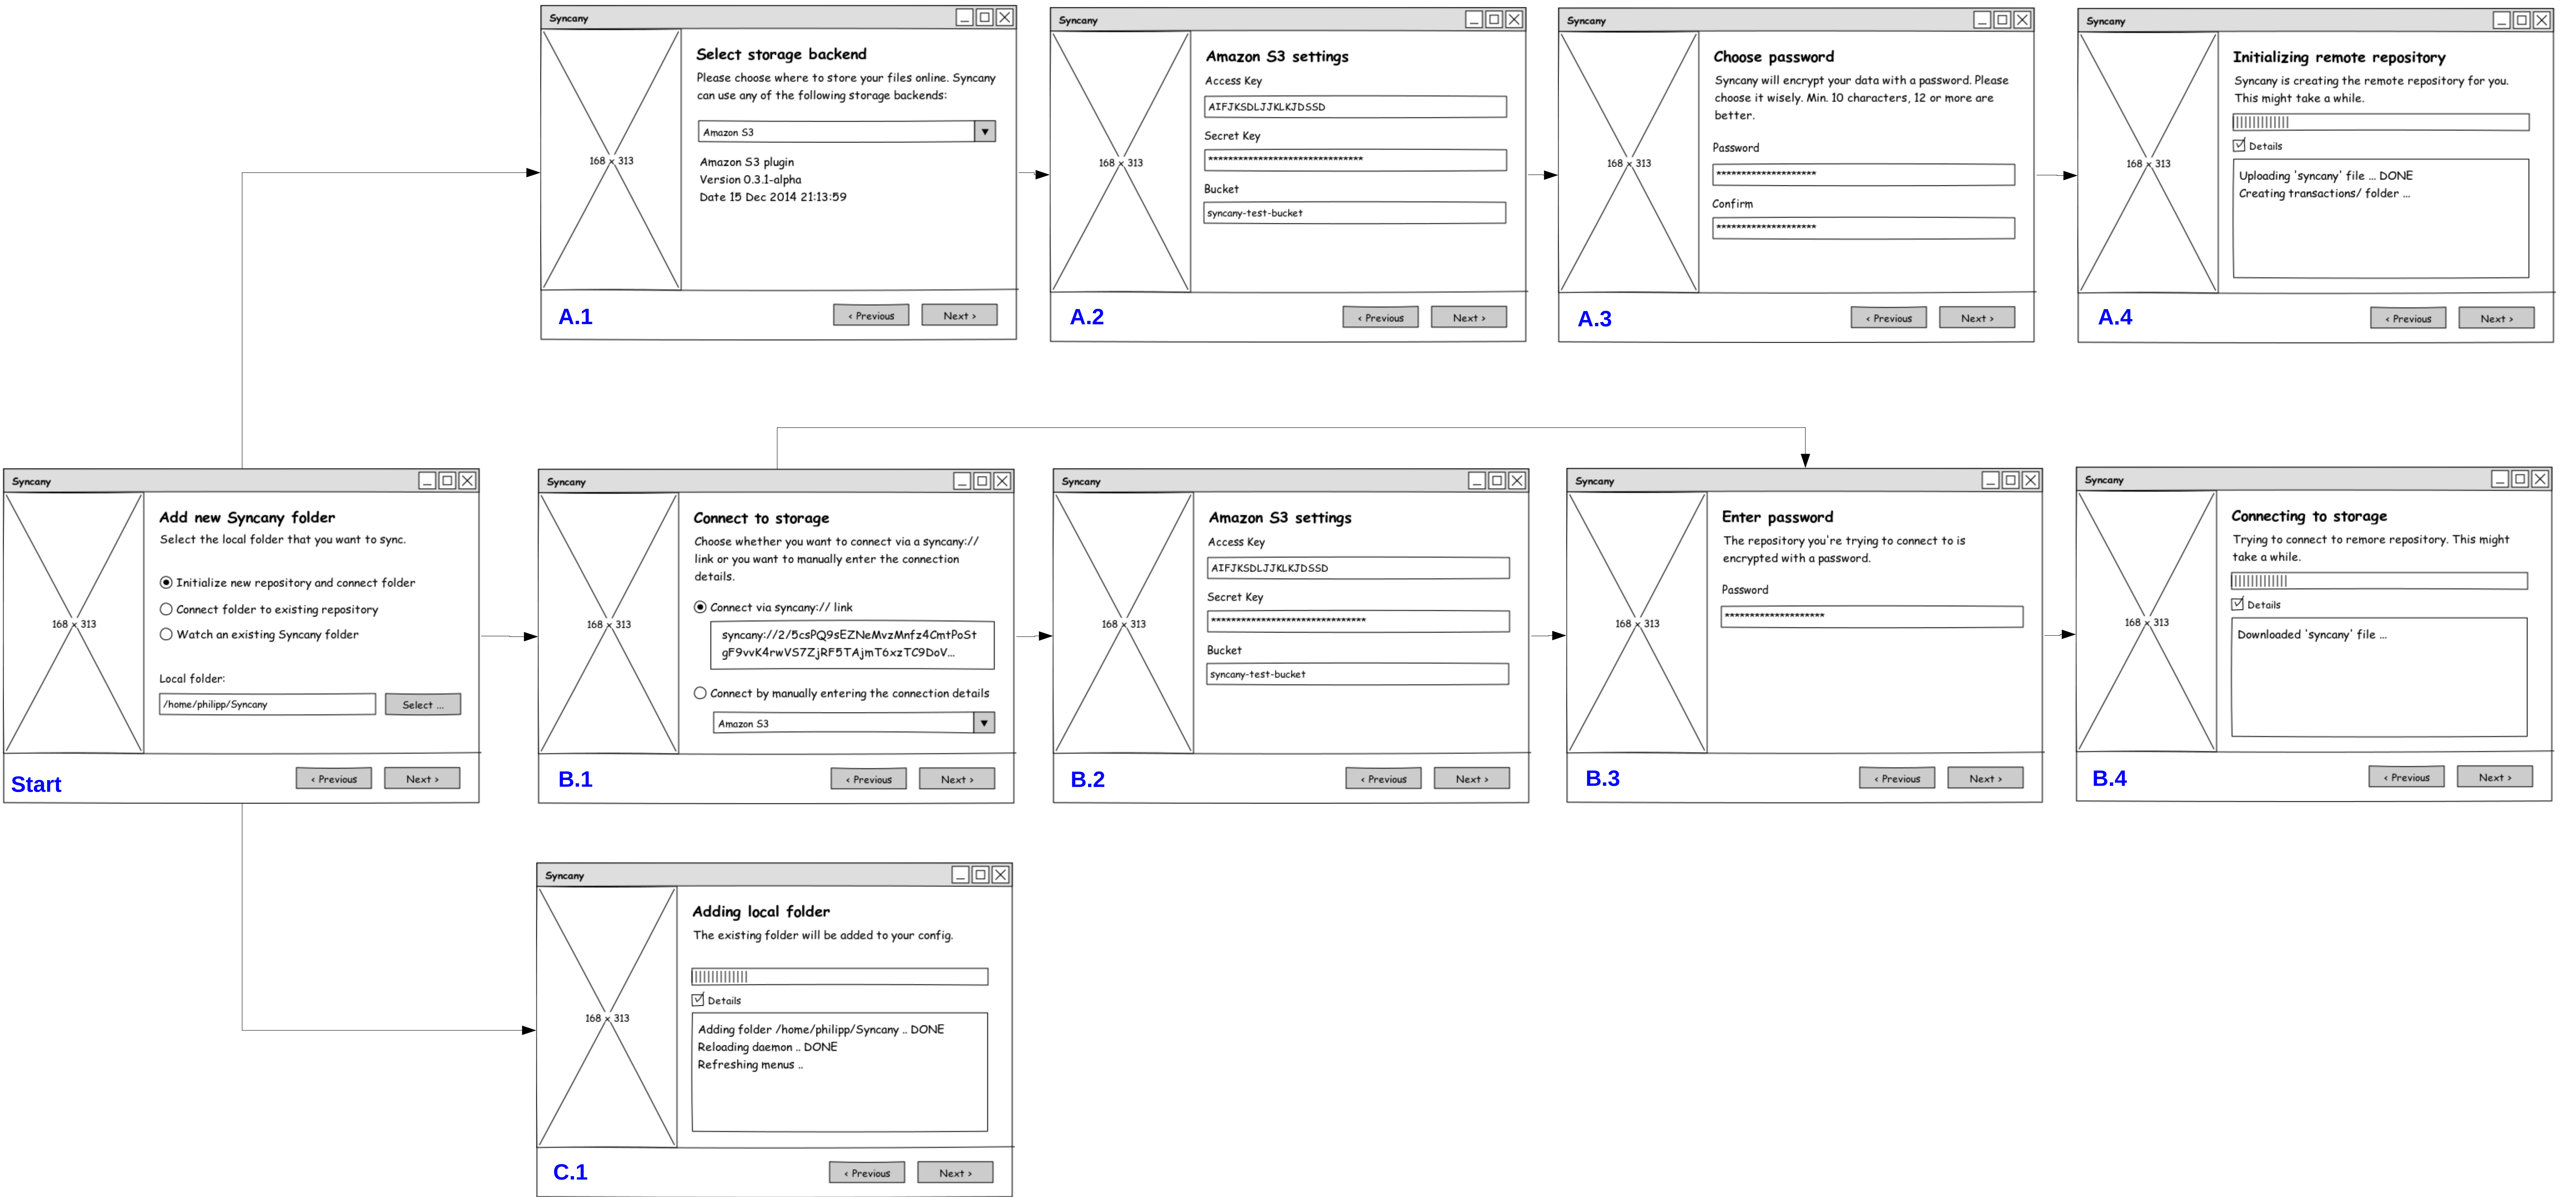 Syncany
Select storage backend
Please choose where to store your files online. Syncany
can use any of the following storage backends:
Amazon S3
Amazon S3 plugin
Version 0.3.1-alpha
Date 15 Dec 2014 21:13:59
168 x 313
A.1
‹ Previous
Next ›
Syncany
Amazon S3 settings
Access Key
AIFJKSDLJJKLKJDSSD
Secret Key
*******************************
Bucket
syncany-test-bucket
168 x 313
A.2
‹ Previous
Next ›
Syncany
Choose password
Syncany will encrypt your data with a password. Please
choose it wisely. Min. 10 characters, 12 or more are
better.
Password
********************
Confirm
********************
168 x 313
A.3
‹ Previous
Next ›
Syncany
Initializing remote repository
Syncany is creating the remote repository for you.
This might take a while.
Details
Uploading 'syncany' file ... DONE
Creating transactions/ folder ...
168 x 313
A.4
‹ Previous
Next ›
Syncany
Add new Syncany folder
Select the local folder that you want to sync.
Initialize new repository and connect folder
Connect folder to existing repository
Watch an existing Syncany folder
Local folder:
/home/philipp/Syncany
Select ...
168 x 313
Start
‹ Previous
Next ›
Syncany
Connect to storage
Choose whether you want to connect via a syncany://
link or you want to manually enter the connection
details.
Connect via syncany:// link
syncany://2/5csPQ9sEZNeMvzMnfz4CmtPoSt
gF9vvK4rwVS7ZjRF5TAjmT6xzTC9DoV...
Connect by manually entering the connection details
Amazon S3
168 x 313
B.1
‹ Previous
Next ›
Syncany
Amazon S3 settings
Access Key
AIFJKSDLJJKLKJDSSD
Secret Key
*******************************
Bucket
syncany-test-bucket
168 x 313
B.2
‹ Previous
Next ›
Syncany
Enter password
The repository you're trying to connect to is
encrypted with a password.
Password
********************
168 x 313
B.3
‹ Previous
Next ›
Syncany
Connecting to storage
Trying to connect to remore repository. This might
take a while.
Details
Downloaded 'syncany' file ...
168 x 313
B.4
‹ Previous
Next ›
Syncany
Adding local folder
The existing folder will be added to your config.
Details
Adding folder /home/philipp/Syncany .. DONE
Reloading daemon .. DONE
Refreshing menus ..
168 x 313
C.1
‹ Previous
Next ›